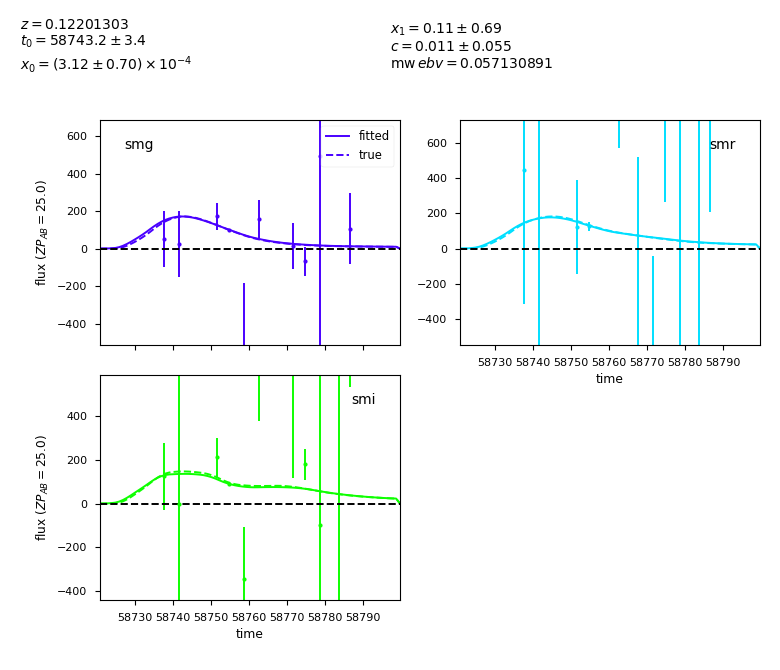 z = 0.12201303
t₀ = 58743.2 ± 3.4
x₀ = (3.12 ± 0.70) × 10⁻⁴
x₁ = 0.11 ± 0.69
c = 0.011 ± 0.055
mw ebv = 0.057130891
smg
fitted
true
600
400
200
0
−200
−400
flux (ZP_AB = 25.0)
smr
600
400
200
0
−200
−400
58730 58740 58750 58760 58770 58780 58790
time
smi
400
200
0
−200
−400
flux (ZP_AB = 25.0)
58730 58740 58750 58760 58770 58780 58790
time